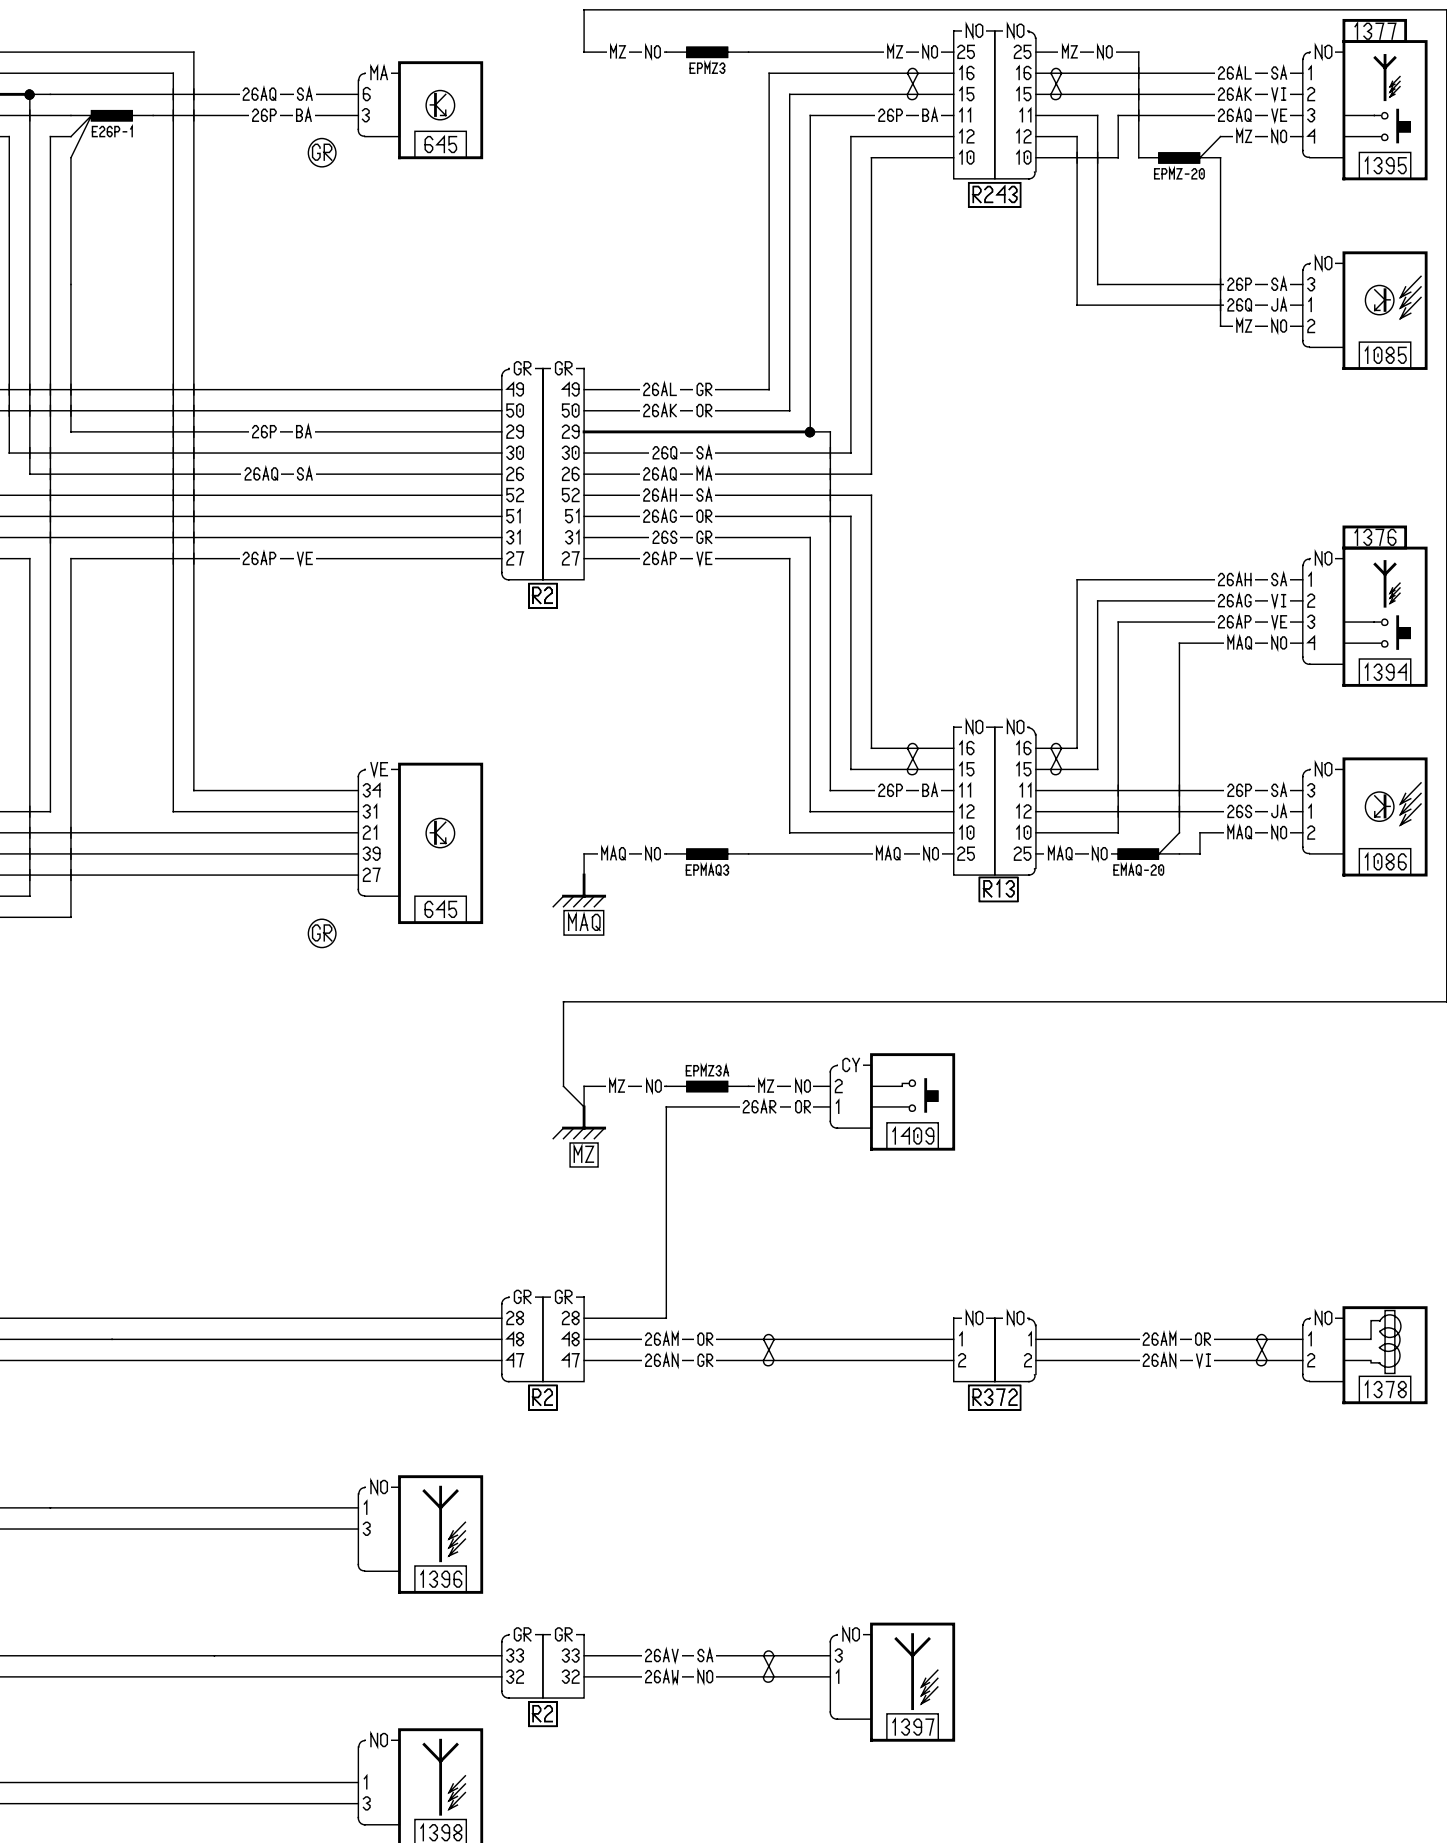 1377
NO NO
MZ NO EPMZ3 MZ NO 25 25 MZ NO NO
MA 16 16 26AL SA 1
26AQ SA 6 15 15 26AK VI 2
E26P-1 26P BA 3 26P BA 11 11 26AQ VE 3
12 12 MZ NO 4
GR 645 10 10 EPMZ-20 1395
R243
NO
26P SA 3
26Q JA 1
MZ NO 2
1085
GR GR
49 49 26AL GR
50 50 26AK OR
26P BA 29 29
30 30 26Q SA
26AQ SA 26 26 26AQ MA
52 52 26AH SA
51 51 26AG OR
31 31 26S GR
26AP VE 27 27 26AP VE
R2
1376
NO
26AH SA 1
26AG VI 2
26AP VE 3
MAQ NO 4
1394
NO NO
16 16
VE 15 15 NO
34 26P BA 11 11 26P SA 3
31 12 12 26S JA 1
21 10 10 MAQ NO 2
39 MAQ NO EPMAQ3 MAQ NO 25 25 MAQ NO EMAQ-20 1086
27
R13
645
MAQ
GR
CY
MZ NO EPMZ3A MZ NO 2
26AR OR 1
1409
MZ
GR GR
28 28 NO NO NO
48 48 26AM OR 1 1 26AM OR 1
47 47 26AN GR 2 2 26AN VI 2
R2 R372 1378
NO
1
3
1396
GR GR NO
33 33 26AV SA 3
32 32 26AW NO 1
R2 1397
NO
1
3
1398